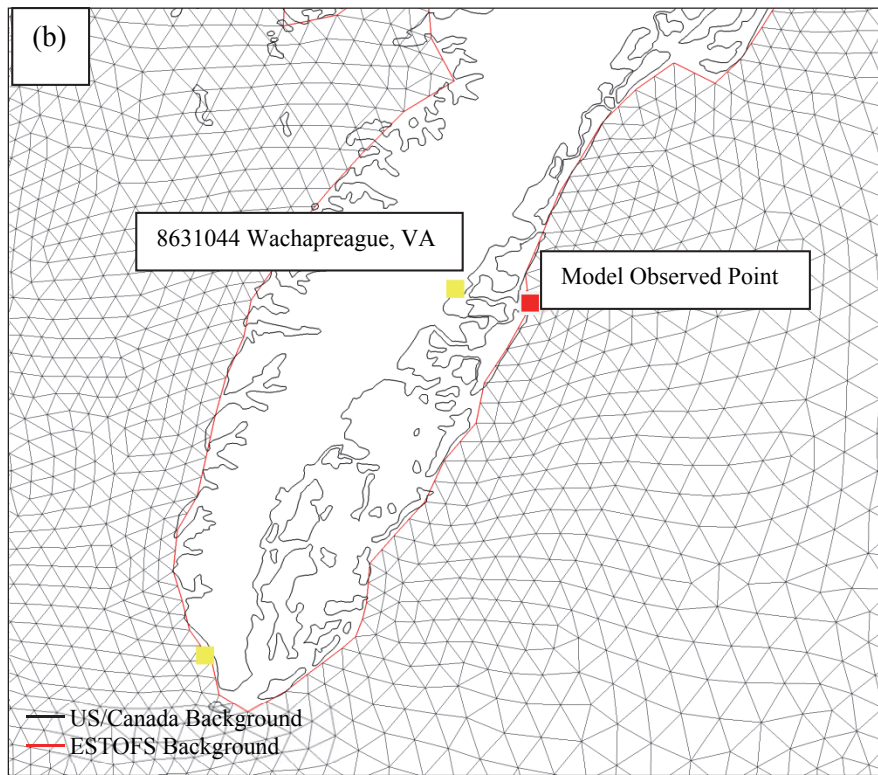 (b)
8631044 Wachapreague, VA
Model Observed Point
US/Canada Background
ESTOFS Background